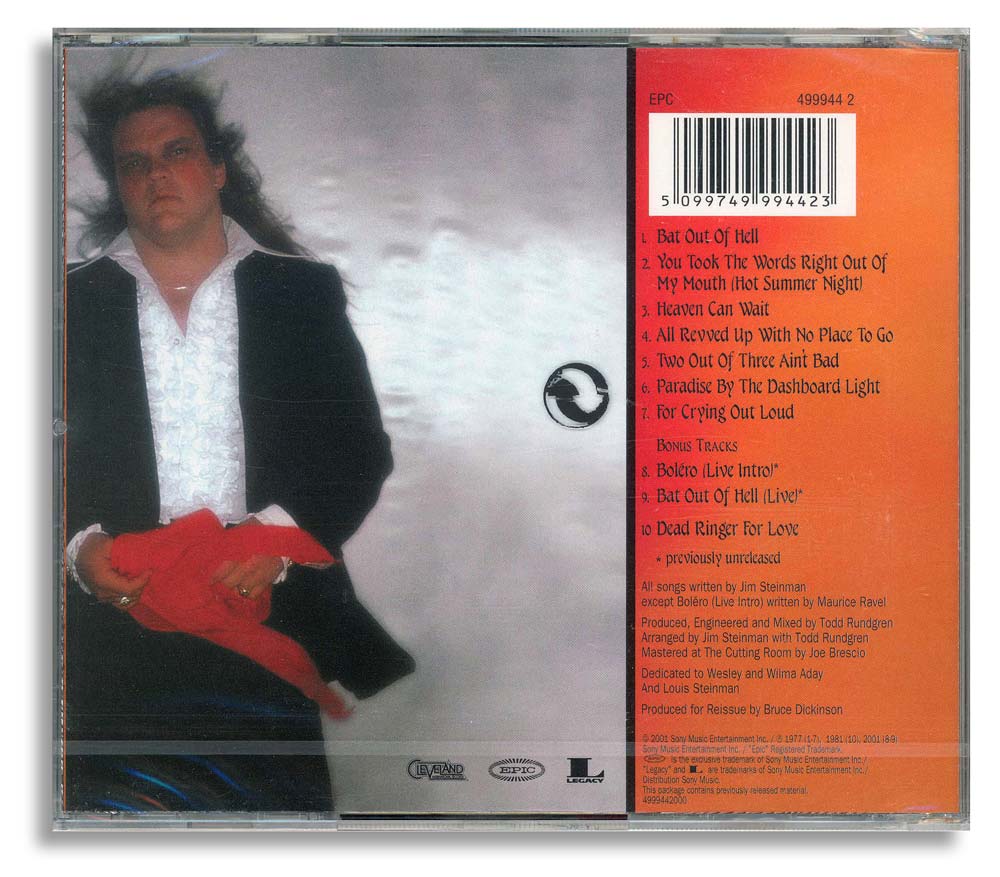 EPC 499944 2
5 099749 994423
1. Bat Out Of Hell
2. You Took The Words Right Out Of
My Mouth (Hot Summer Night)
3. Heaven Can Wait
4. All Revved Up With No Place To Go
5. Two Out Of Three Ain't Bad
6. Paradise By The Dashboard Light
7. For Crying Out Loud
Bonus Tracks
8. Boléro (Live Intro)*
9. Bat Out Of Hell (Live)*
10 Dead Ringer For Love
* previously unreleased
All songs written by Jim Steinman
except Boléro (Live Intro) written by Maurice Ravel
Produced, Engineered and Mixed by Todd Rundgren
Arranged by Jim Steinman with Todd Rundgren
Mastered at The Cutting Room by Joe Brescio
Dedicated to Wesley and Wilma Aday
And Louis Steinman
Produced for Reissue by Bruce Dickinson
© 2001 Sony Music Entertainment Inc. / ℗ 1977 (1-7), 1981 (10), 2001 (8-9)
Sony Music Entertainment Inc. / "Epic" Registered Trademark.
is the exclusive trademark of Sony Music Entertainment Inc./
"Legacy" and L are trademarks of Sony Music Entertainment Inc./
Distribution Sony Music.
This package contains previously released material.
4999442000
CLEVELAND
EPIC
L
LEGACY